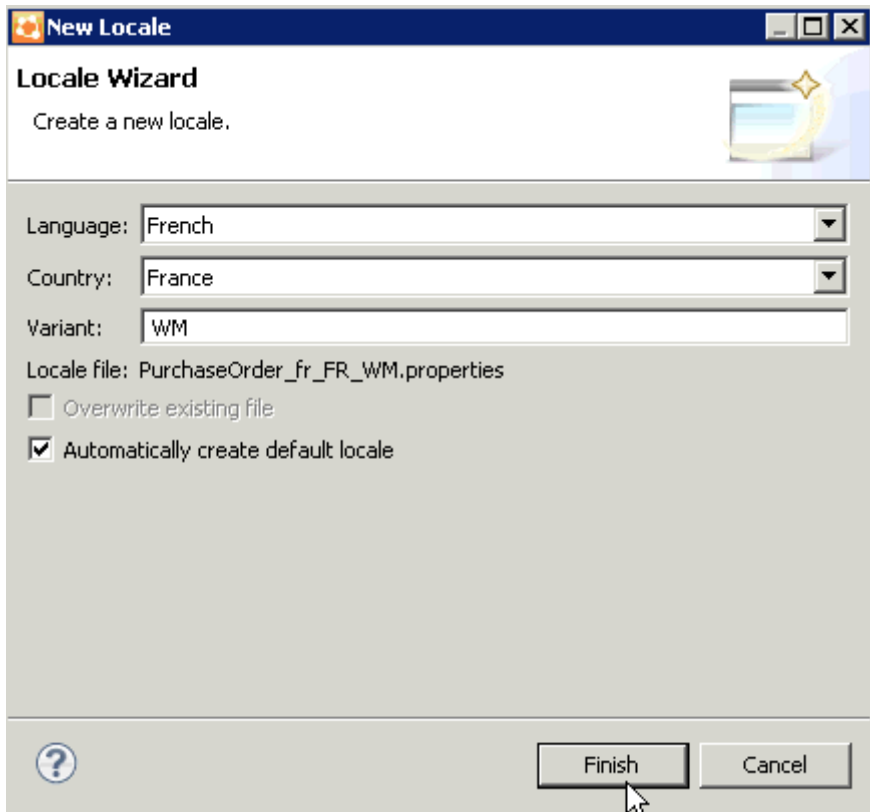 New Locale
Locale Wizard
Create a new locale.
Language: French
Country: France
Variant: WM
Locale file: PurchaseOrder_fr_FR_WM.properties
Overwrite existing file
Automatically create default locale
? Finish Cancel